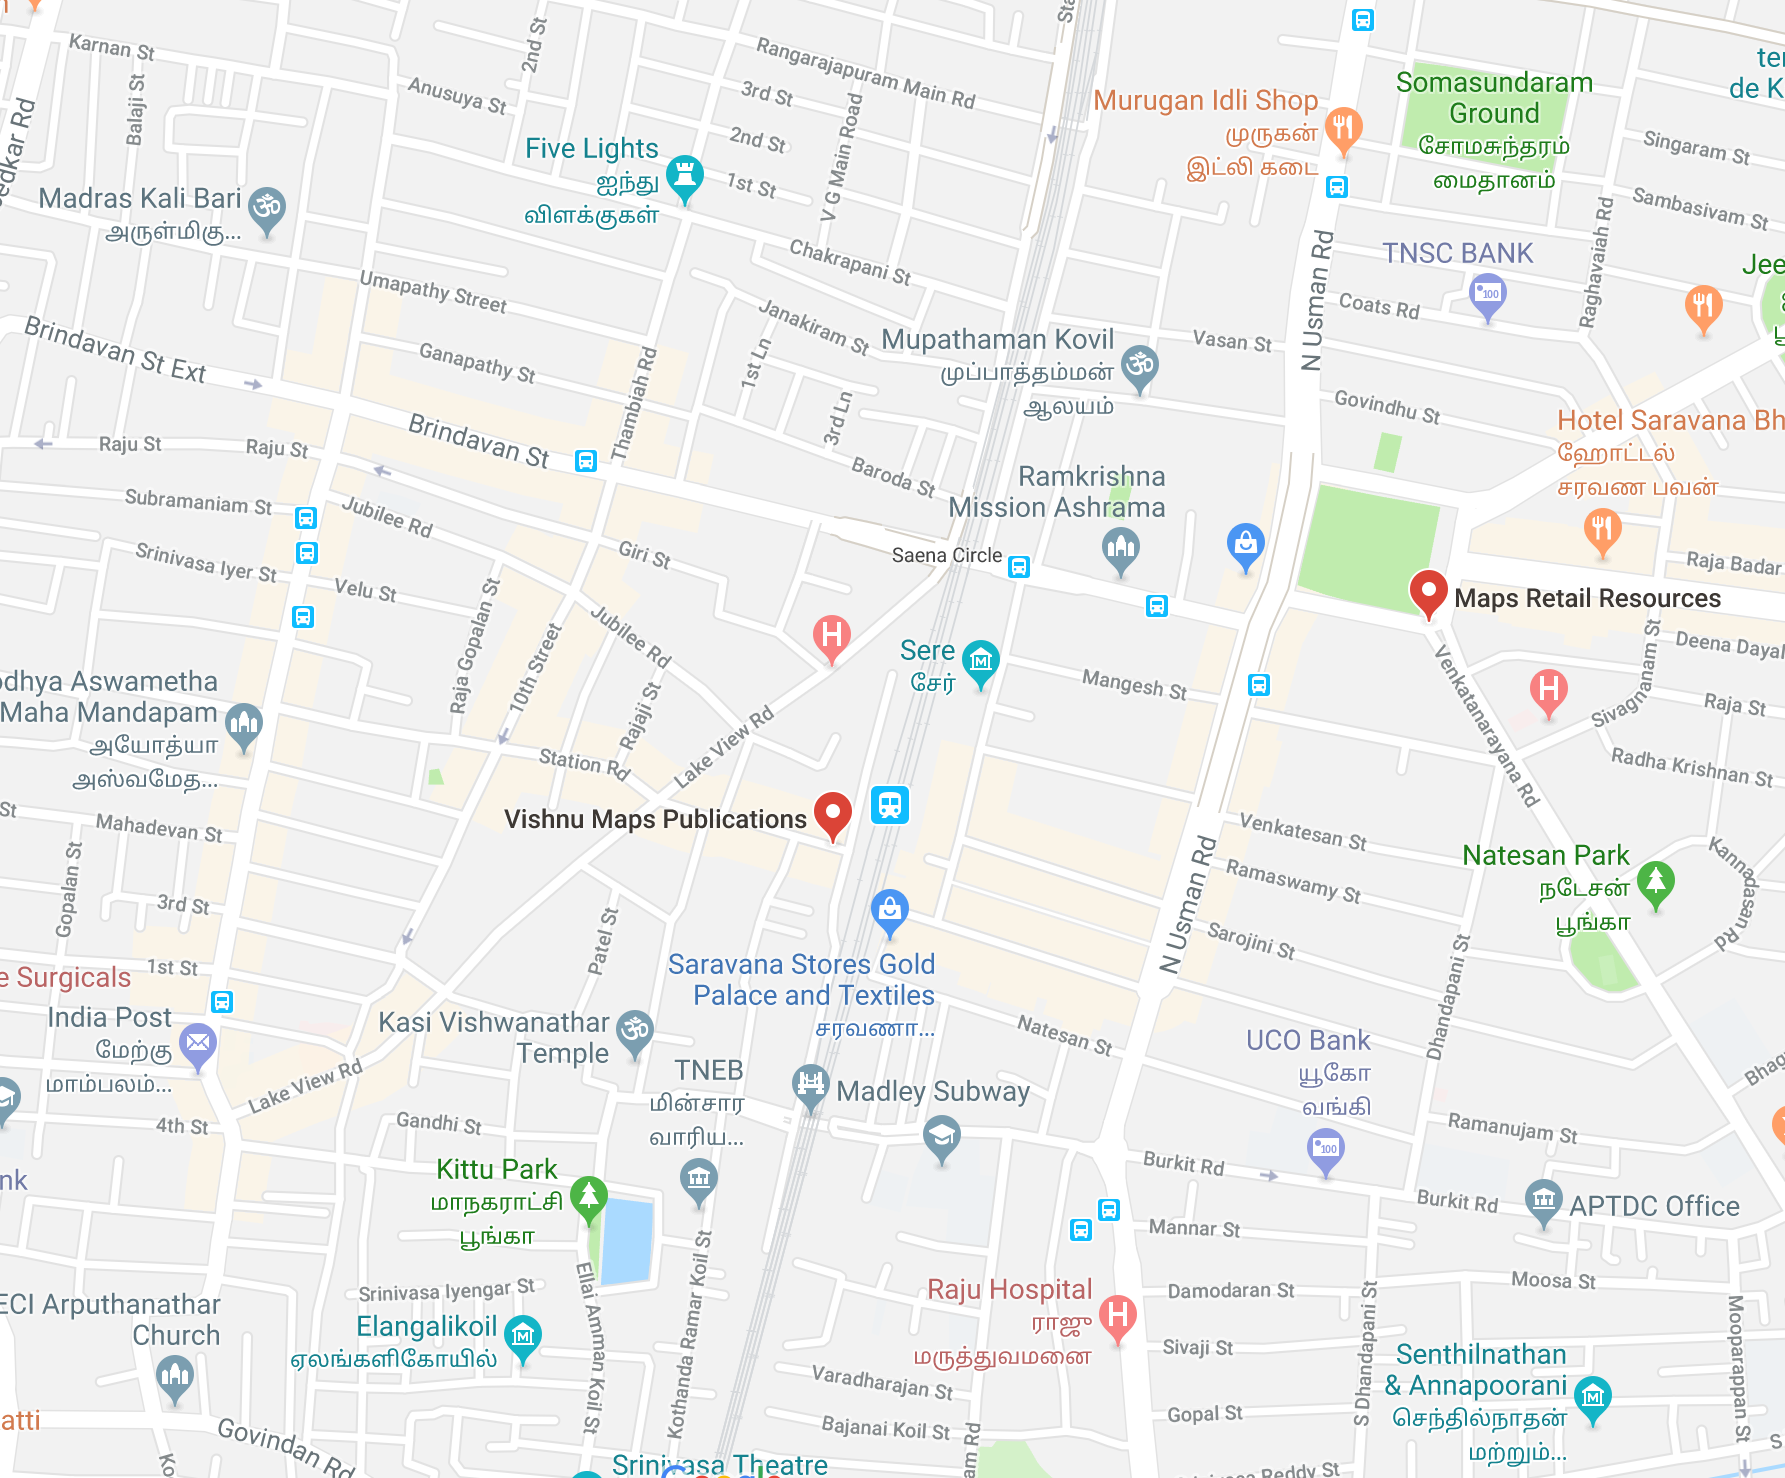 Karnan St
2nd St
Rangarajapuram Main Rd
Balaji St
Anusuya St
3rd St
V G Main Road
2nd St
1st St
Murugan Idli Shop
முருகன்
இட்லி கடை
Somasundaram
Ground
சோமசுந்தரம்
மைதானம்
Singaram St
Sambasivam St
Five Lights
ஐந்து
விளக்குகள்
Madras Kali Bari
அருள்மிகு...
Chakrapani St
N Usman Rd
TNSC BANK
Raghavaiah Rd
Umapathy Street
Janakiram St
Coats Rd
Brindavan St Ext
Ganapathy St
Thambiah Rd
1st Ln
3rd Ln
Mupathaman Kovil
முப்பாத்தம்மன்
ஆலயம்
Vasan St
Govindhu St
Hotel Saravana Bh
ஹோட்டல்
சரவண பவன்
Raju St
Raju St
Brindavan St
Baroda St
Ramkrishna
Mission Ashrama
Subramaniam St
Jubilee Rd
Srinivasa Iyer St
Velu St
Giri St
Saena Circle
Raja Badar
Maps Retail Resources
Raja Gopalan St
10th Street
Jubilee Rd
Sere
சேர்
Mangesh St
Venkatanarayana Rd
Sivagnanam St
Deena Dayal
Raja St
Radha Krishnan St
odhya Aswametha
Maha Mandapam
அயோத்யா
அஸ்வமேத...
Rajaji St
Station Rd
Lake View Rd
Vishnu Maps Publications
Mahadevan St
Gopalan St
3rd St
1st St
Venkatesan St
Ramaswamy St
N Usman Rd
Sarojini St
Natesan Park
நடேசன்
பூங்கா
Kannadasan Rd
Patel St
Saravana Stores Gold
Palace and Textiles
சரவணா...
e Surgicals
India Post
மேற்கு
மாம்பலம்...
Kasi Vishwanathar
Temple
Natesan St
Dhandapani St
UCO Bank
யூகோ
வங்கி
Lake View Rd
TNEB
மின்சார
வாரிய...
Madley Subway
4th St
Gandhi St
Ramanujam St
Burkit Rd
Burkit Rd
APTDC Office
Kittu Park
மாநகராட்சி
பூங்கா
Mannar St
Ellai Amman Koil St
Kothanda Ramar Koil St
Srinivasa Iyengar St
Raju Hospital
ராஜு
மருத்துவமனை
Damodaran St
Moosa St
Sivaji St
S Dhandapani St
Mooparappan St
ECI Arputhanathar
Church
Elangalikoil
ஏலங்களிகோயில்
Varadharajan St
Bajanai Koil St
Gopal St
Senthilnathan
& Annapoorani
செந்தில்நாதன்
மற்றும்...
Govindan Rd
Srinivasa Theatre